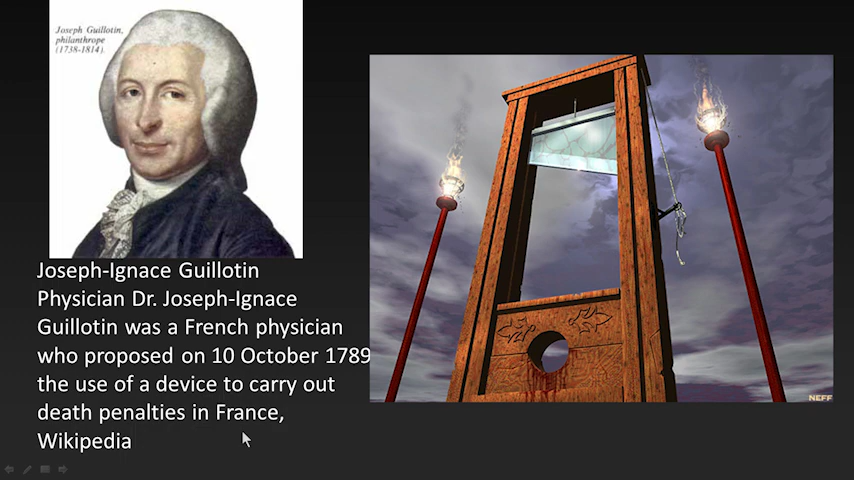 Joseph Guillotin,
philanthrope
(1738-1814).
Joseph-Ignace Guillotin
Physician Dr. Joseph-Ignace
Guillotin was a French physician
who proposed on 10 October 1789
the use of a device to carry out
death penalties in France,
Wikipedia
NEFF